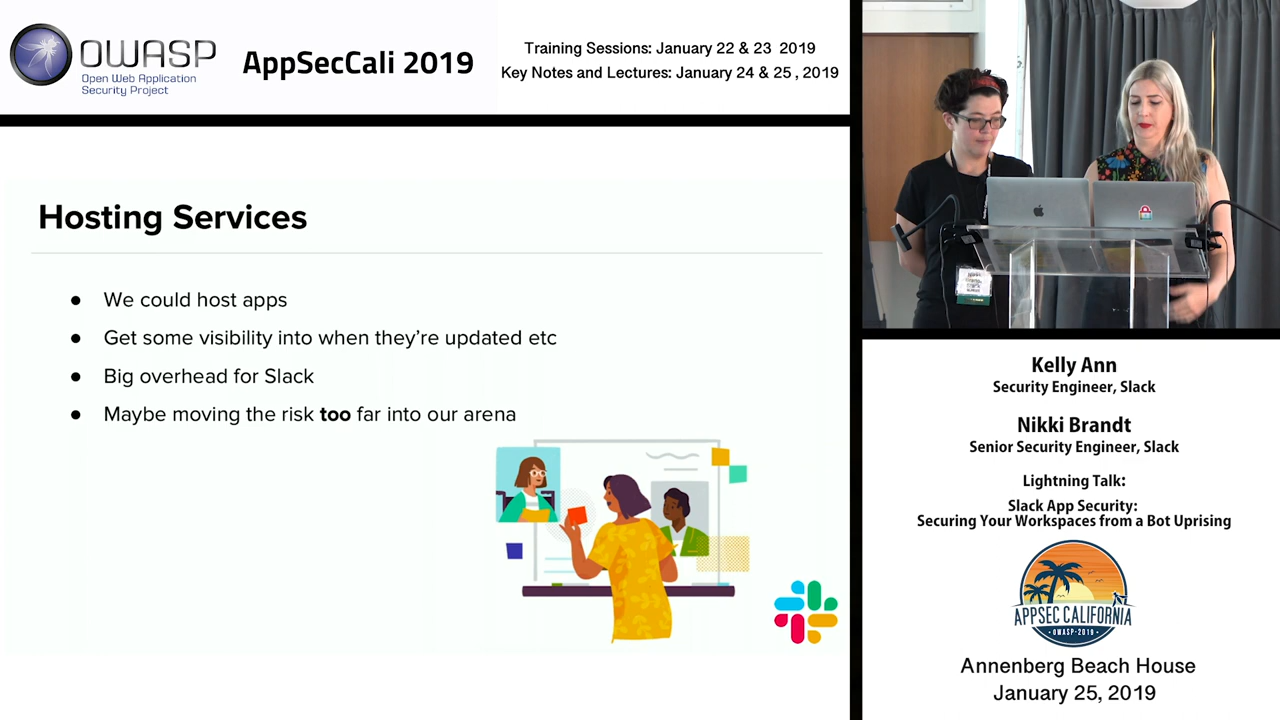 OWASP
Open Web Application
Security Project
AppSecCali 2019
Training Sessions: January 22 & 23 2019
Key Notes and Lectures: January 24 & 25 , 2019
Hosting Services
● We could host apps
● Get some visibility into when they’re updated etc
● Big overhead for Slack
● Maybe moving the risk too far into our arena
Kelly Ann
Security Engineer, Slack
Nikki Brandt
Senior Security Engineer, Slack
Lightning Talk:
Slack App Security:
Securing Your Workspaces from a Bot Uprising
APPSEC CALIFORNIA
• OWASP-2019 •
Annenberg Beach House
January 25, 2019